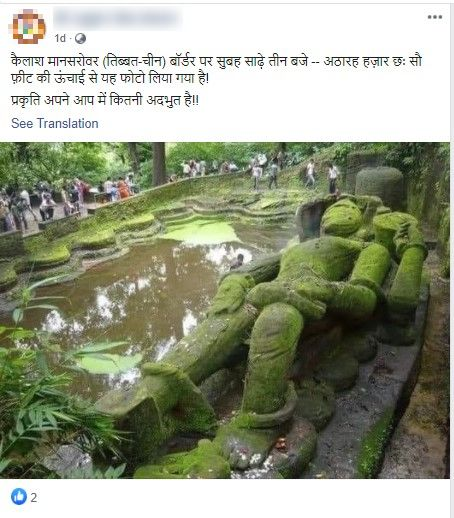 1d
कैलाश मानसरोवर (तिब्बत-चीन) बॉर्डर पर सुबह साढ़े तीन बजे -- अठारह हज़ार छः सौ
फ़ीट की ऊंचाई से यह फोटो लिया गया है!
प्रकृति अपने आप में कितनी अदभुत है!!
See Translation
2